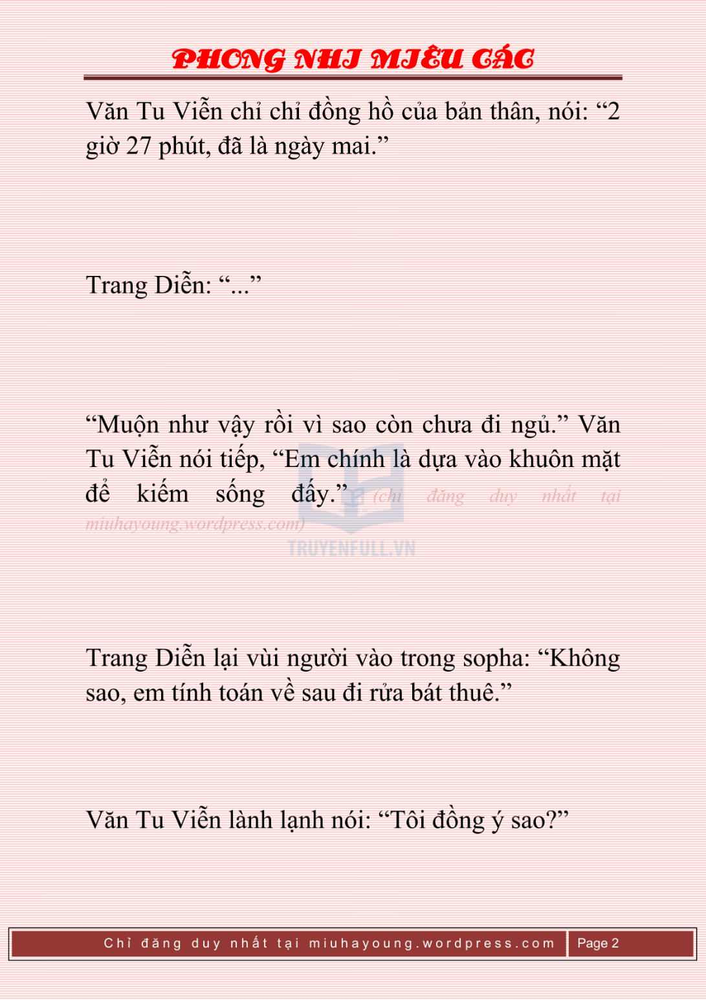 PHONG NHI MIÊU CÁC
Văn Tu Viễn chỉ chỉ đồng hồ của bản thân, nói: “2
giờ 27 phút, đã là ngày mai.”
Trang Diễn: “...”
“Muộn như vậy rồi vì sao còn chưa đi ngủ.” Văn
Tu Viễn nói tiếp, “Em chính là dựa vào khuôn mặt
để kiếm sống đấy.” (chỉ đăng duy nhất tại
miuhayoung.wordpress.com)
TRUYENFULL.VN
Trang Diễn lại vùi người vào trong sopha: “Không
sao, em tính toán về sau đi rửa bát thuê.”
Văn Tu Viễn lành lạnh nói: “Tôi đồng ý sao?”
Chỉ đăng duy nhất tại miuhayoung.wordpress.com Page 2